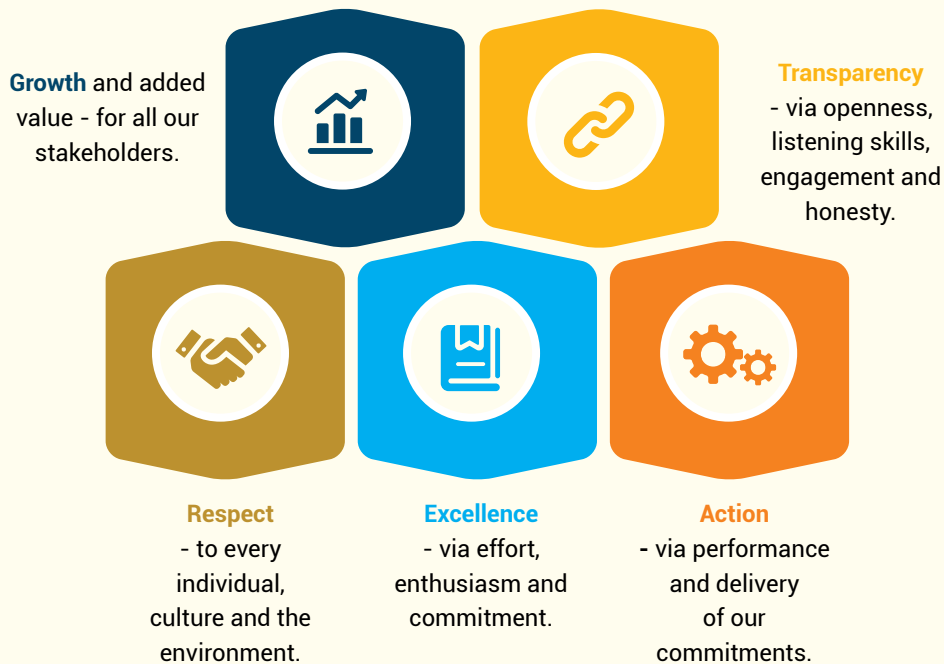 Growth and added
value - for all our
stakeholders.
Transparency
- via openness,
listening skills,
engagement and
honesty.
Respect
- to every
individual,
culture and the
environment.
Excellence
- via effort,
enthusiasm and
commitment.
Action
- via performance
and delivery
of our
commitments.